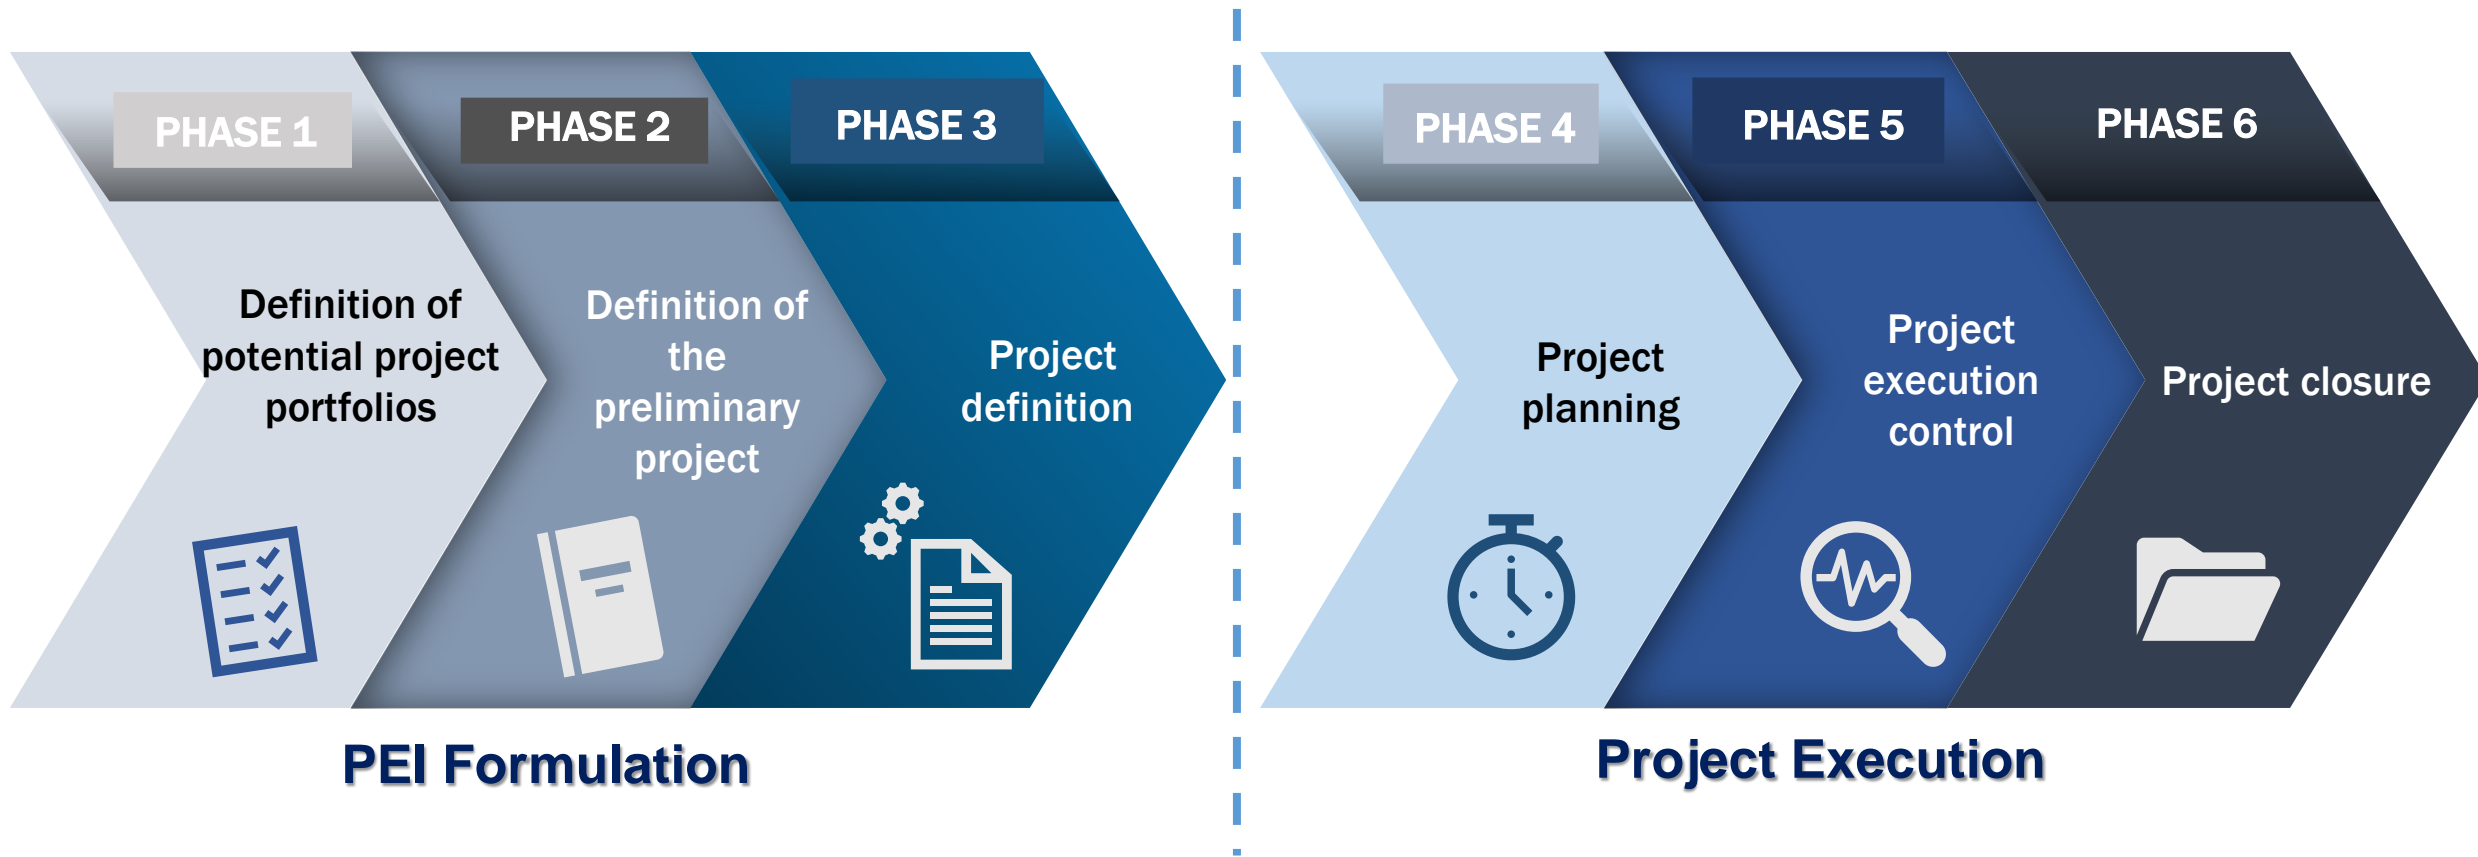 PHASE 1
Definition of
potential project
portfolios
PHASE 2
Definition of
the
preliminary
project
PHASE 3
Project
definition
PEI Formulation
PHASE 4
Project
planning
PHASE 5
Project
execution
control
PHASE 6
Project closure
Project Execution